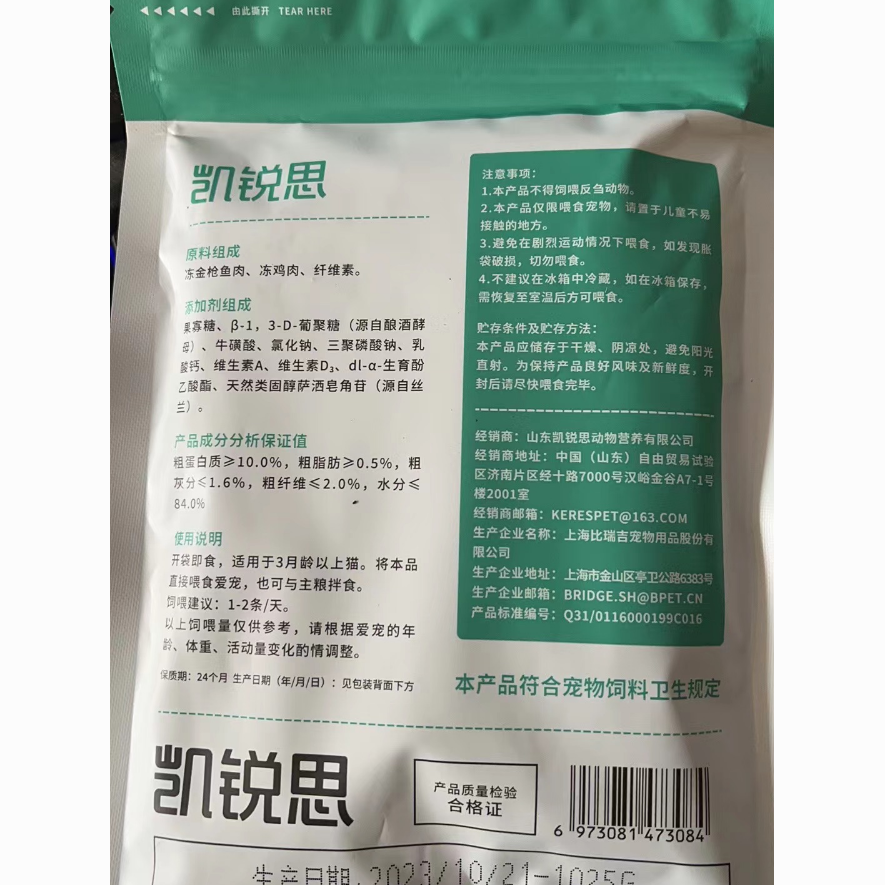 由此撕开 TEAR HERE
凯锐思
原料组成
冻金枪鱼肉、冻鸡肉、纤维素。
添加剂组成
果寡糖、β-1，3-D-葡聚糖（源自酿酒酵
母）、牛磺酸、氯化钠、三聚磷酸钠、乳
酸钙、维生素A、维生素D₃、dl-α-生育酚
乙酸酯、天然类固醇萨洒皂角苷（源自丝
兰）。
产品成分分析保证值
粗蛋白质≥10.0%，粗脂肪≥0.5%，粗
灰分≤1.6%，粗纤维≤2.0%，水分≤
84.0%
使用说明
开袋即食，适用于3月龄以上猫。将本品
直接喂食爱宠，也可与主粮拌食。
饲喂建议：1-2条/天。
以上饲喂量仅供参考，请根据爱宠的年
龄、体重、活动量变化酌情调整。
保质期：24个月 生产日期（年/月/日）：见包装背面下方
注意事项：
1.本产品不得饲喂反刍动物。
2.本产品仅限喂食宠物，请置于儿童不易
接触的地方。
3.避免在剧烈运动情况下喂食，如发现胀
袋破损，切勿喂食。
4.不建议在冰箱中冷藏，如在冰箱保存，
需恢复至室温后方可喂食。
贮存条件及贮存方法：
本产品应储存于干燥、阴凉处，避免阳光
直射。为保持产品良好风味及新鲜度，开
封后请尽快喂食完毕。
经销商：山东凯锐思动物营养有限公司
经销商地址：中国（山东）自由贸易试验
区济南片区经十路7000号汉峪金谷A7-1号
楼2001室
经销商邮箱：KERESPET@163.COM
生产企业名称：上海比瑞吉宠物用品股份有
限公司
生产企业地址：上海市金山区亭卫公路6383号
生产企业邮箱：BRIDGE.SH@BPET.CN
产品标准编号：Q31/0116000199C016
本产品符合宠物饲料卫生规定
凯锐思
产品质量检验
合格证
6 973081 473084
生产日期：2023/10/21-1025G